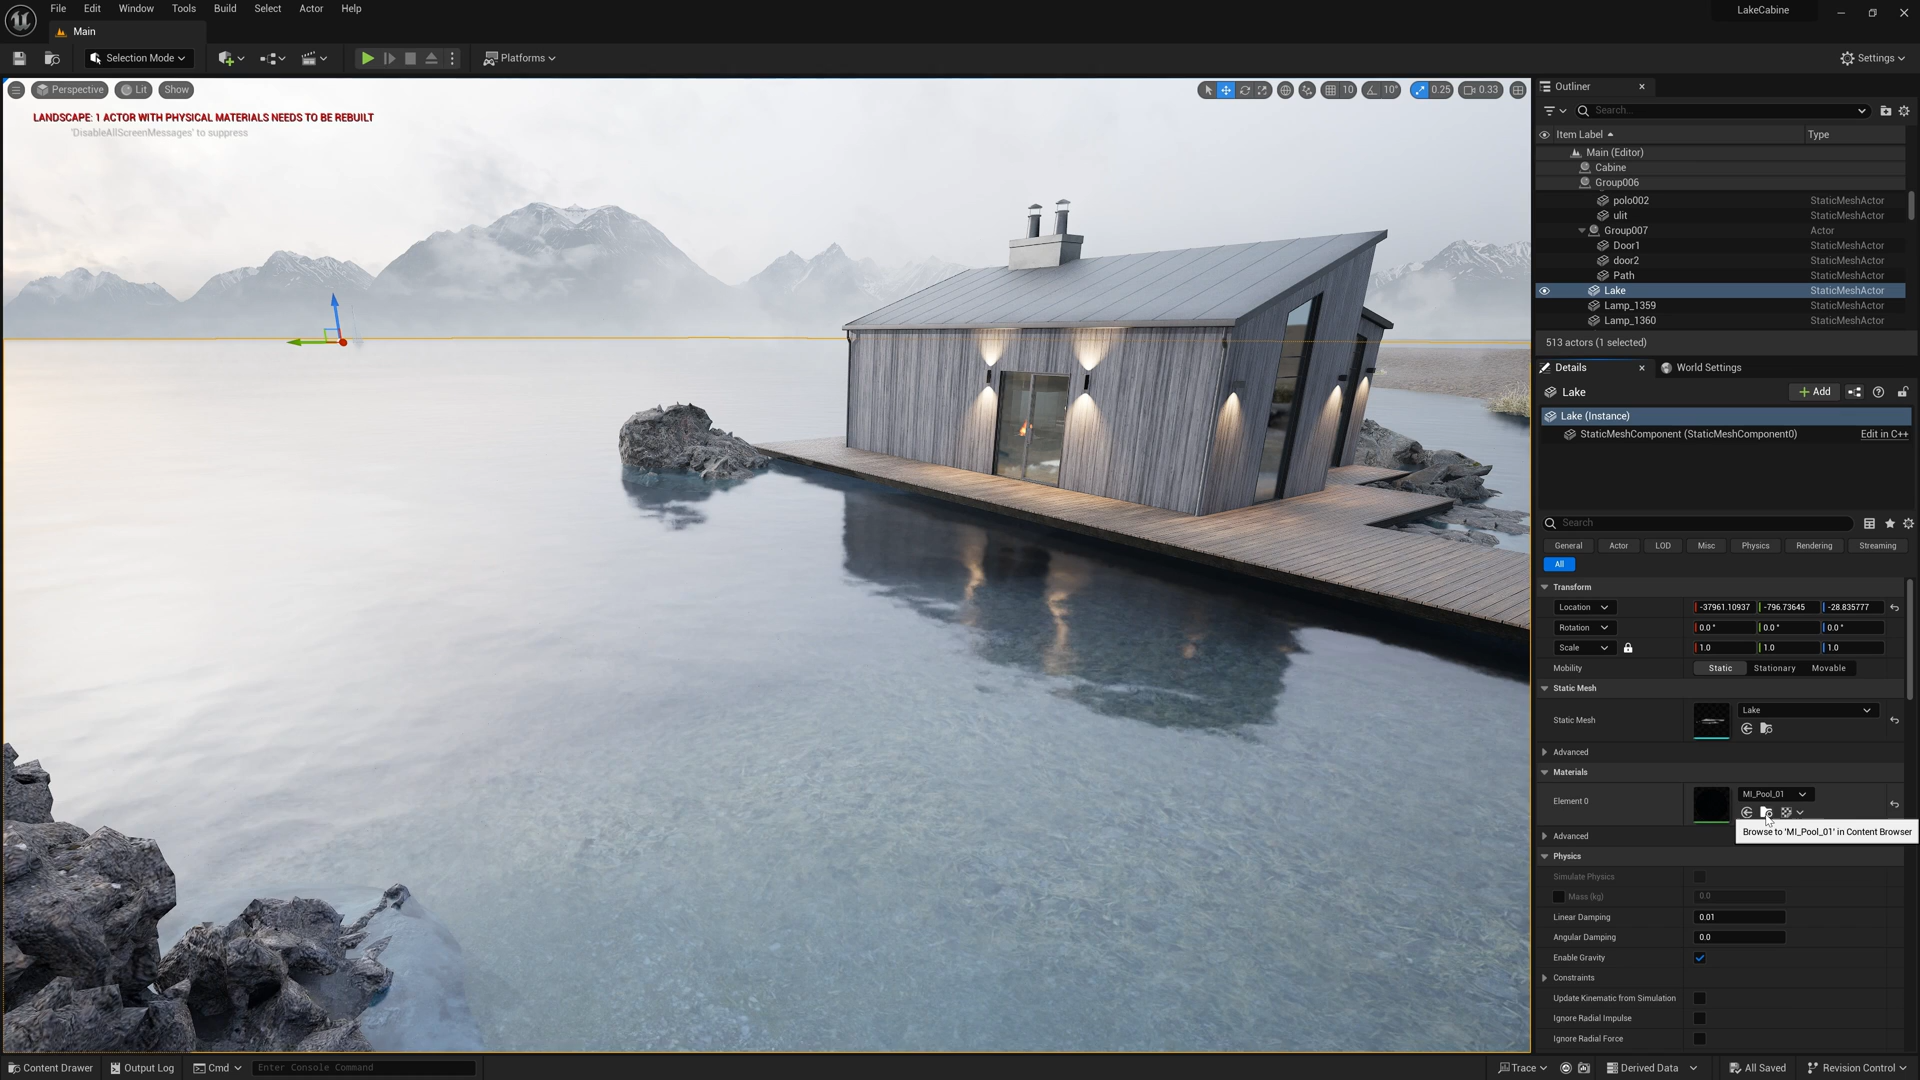 File Edit Window Tools Build Select Actor Help
LakeCabine
Main
Selection Mode
Platforms
Settings
Perspective Lit Show
10 10° 0.25 0.33
LANDSCAPE: 1 ACTOR WITH PHYSICAL MATERIALS NEEDS TO BE REBUILT
'DisableAllScreenMessages' to suppress
Outliner
Search...
Item Label Type
Main (Editor)
Cabine
Group006
polo002 StaticMeshActor
ulit StaticMeshActor
Group007 Actor
Door1 StaticMeshActor
door2 StaticMeshActor
Path StaticMeshActor
Lake StaticMeshActor
Lamp_1359 StaticMeshActor
Lamp_1360 StaticMeshActor
513 actors (1 selected)
Details World Settings
Lake Add
Lake (Instance)
StaticMeshComponent (StaticMeshComponent0) Edit in C++
Search
General Actor LOD Misc Physics Rendering Streaming
All
Transform
Location -37961.10937 -796.73645 -28.835777
Rotation 0.0 ° 0.0 ° 0.0 °
Scale 1.0 1.0 1.0
Mobility Static Stationary Movable
Static Mesh
Static Mesh Lake
Advanced
Materials
Element 0 MI_Pool_01
Browse to 'MI_Pool_01' in Content Browser
Advanced
Physics
Simulate Physics
Mass (kg) 0.0
Linear Damping 0.01
Angular Damping 0.0
Enable Gravity
Constraints
Update Kinematic from Simulation
Ignore Radial Impulse
Ignore Radial Force
Content Drawer Output Log Cmd Enter Console Command
Trace Derived Data All Saved Revision Control